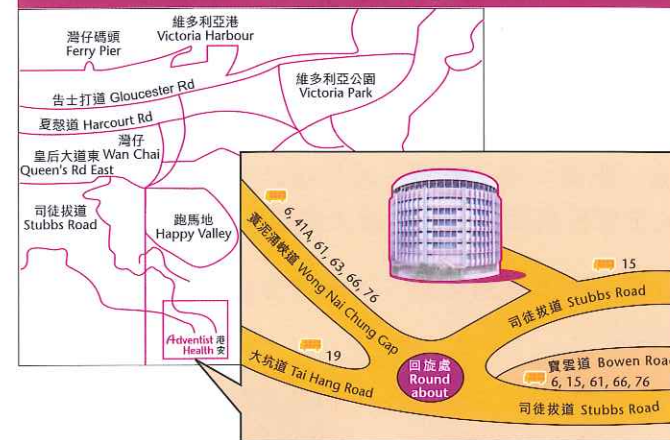 維多利亞港
Victoria Harbour
灣仔碼頭
Ferry Pier
維多利亞公園
Victoria Park
告士打道 Gloucester Rd
夏慤道 Harcourt Rd
灣仔
Wan Chai
皇后大道東
Queen's Rd East
司徒拔道
Stubbs Road
跑馬地
Happy Valley
Adventist 港
Health 安
6, 41A, 61, 63, 66, 76
黃泥涌峽道 Wong Nai Chung Gap
15
司徒拔道 Stubbs Road
19
大坑道 Tai Hang Road
回旋處
Round
about
寶雲道 Bowen Road
6, 15, 61, 66, 76
司徒拔道 Stubbs Road